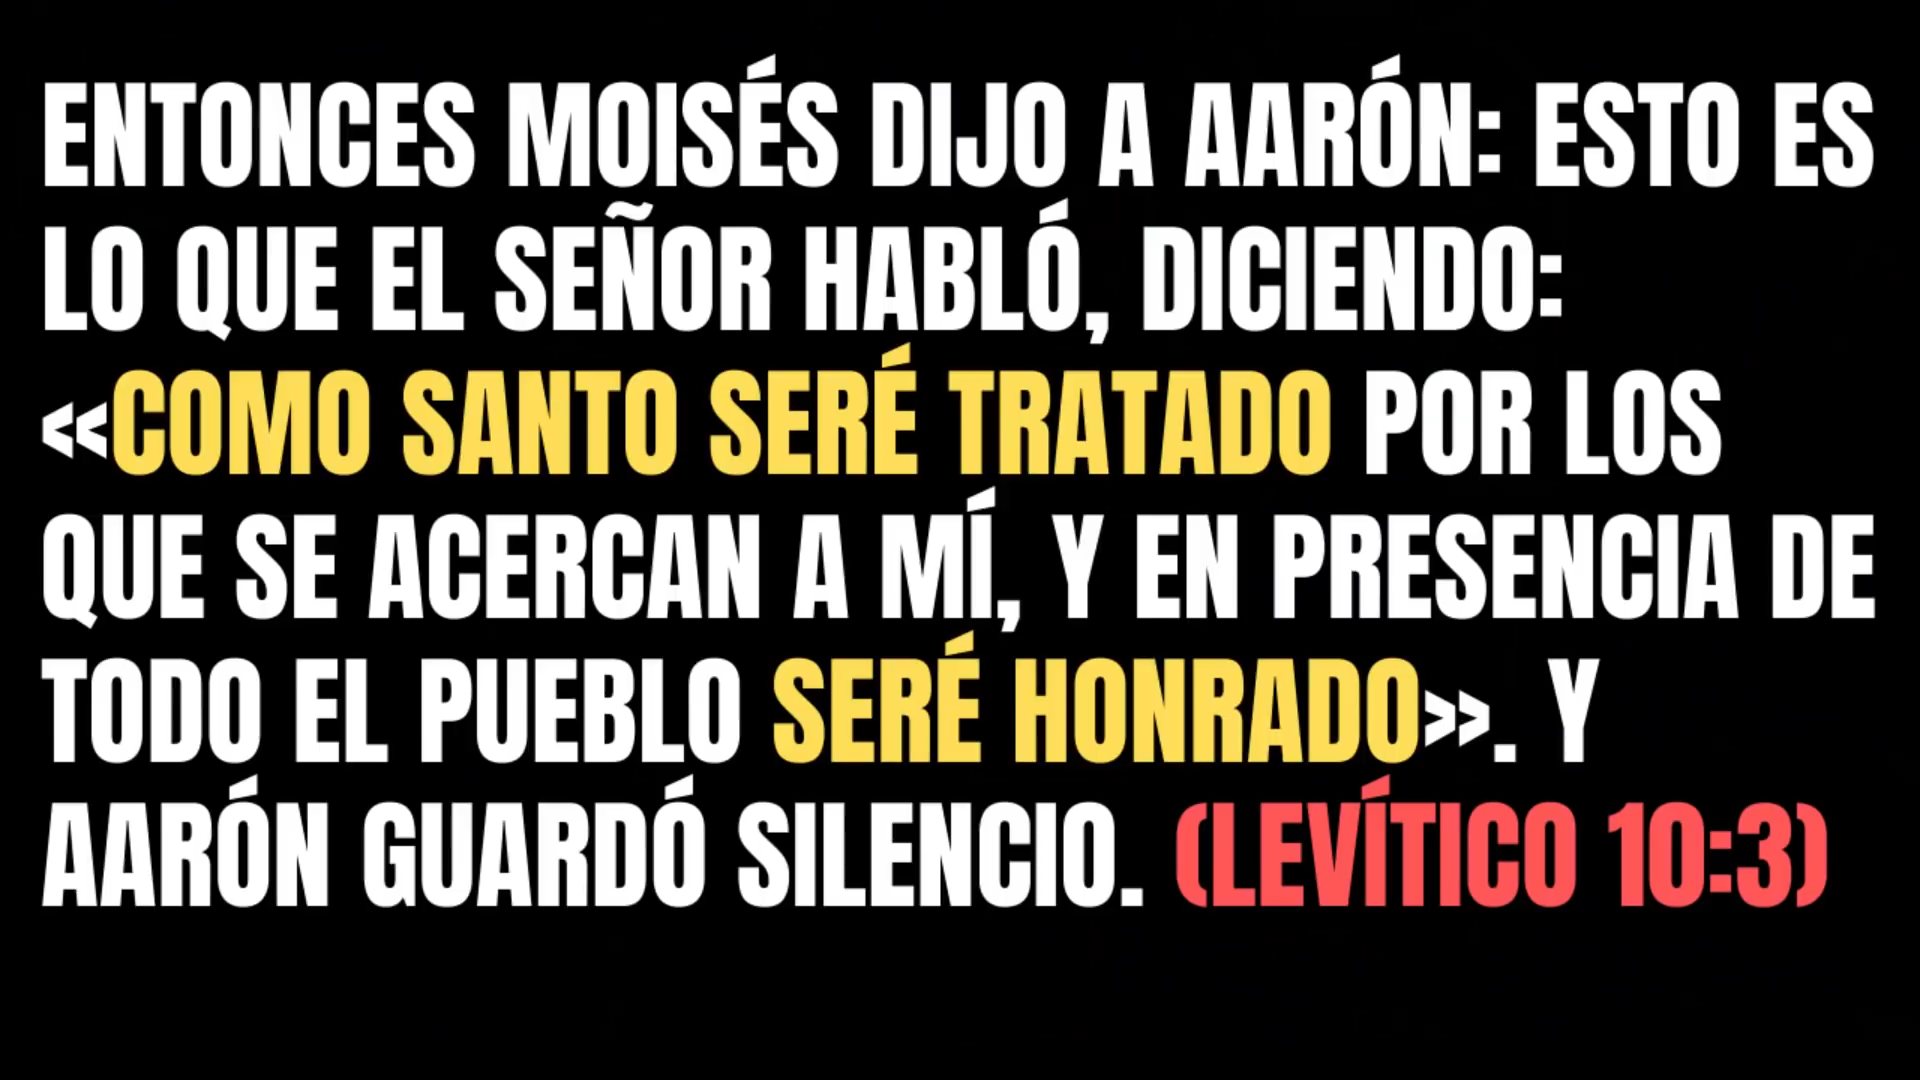 ENTONCES MOISÉS DIJO A AARÓN: ESTO ES
LO QUE EL SEÑOR HABLÓ, DICIENDO:
«COMO SANTO SERÉ TRATADO POR LOS
QUE SE ACERCAN A MÍ, Y EN PRESENCIA DE
TODO EL PUEBLO SERÉ HONRADO». Y
AARÓN GUARDÓ SILENCIO. (LEVÍTICO 10:3)